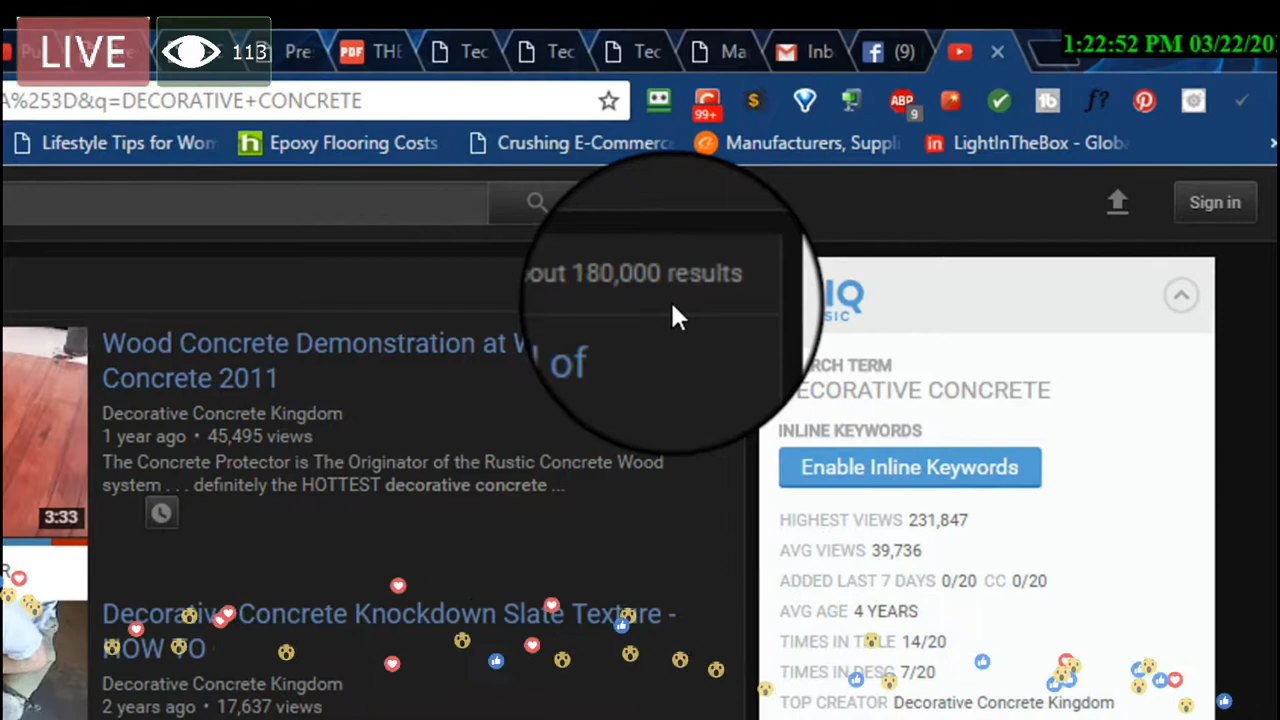 LIVE 113
Pre
PDF THE
Tec
Tec
Tec
Ma
Inb
(9)
1:22:52 PM 03/22/20
A%253D&q=DECORATIVE+CONCRETE
99+
ABP
9
tb
f?
Lifestyle Tips for Wom
h Epoxy Flooring Costs
Crushing E-Commerc
Manufacturers, Suppli
in LightInTheBox - Globa
Sign in
out 180,000 results
IQ
SIC
Wood Concrete Demonstration at W
of
Concrete 2011
Decorative Concrete Kingdom
1 year ago • 45,495 views
The Concrete Protector is The Originator of the Rustic Concrete Wood
system . . . definitely the HOTTEST decorative concrete ...
3:33
RCH TERM
ECORATIVE CONCRETE
INLINE KEYWORDS
Enable Inline Keywords
HIGHEST VIEWS 231,847
AVG VIEWS 39,736
ADDED LAST 7 DAYS 0/20 CC 0/20
AVG AGE 4 YEARS
TIMES IN TITLE 14/20
TIMES IN DESC 7/20
TOP CREATOR Decorative Concrete Kingdom
R
Decorative Concrete Knockdown Slate Texture -
HOW TO
Decorative Concrete Kingdom
2 years ago • 17,637 views